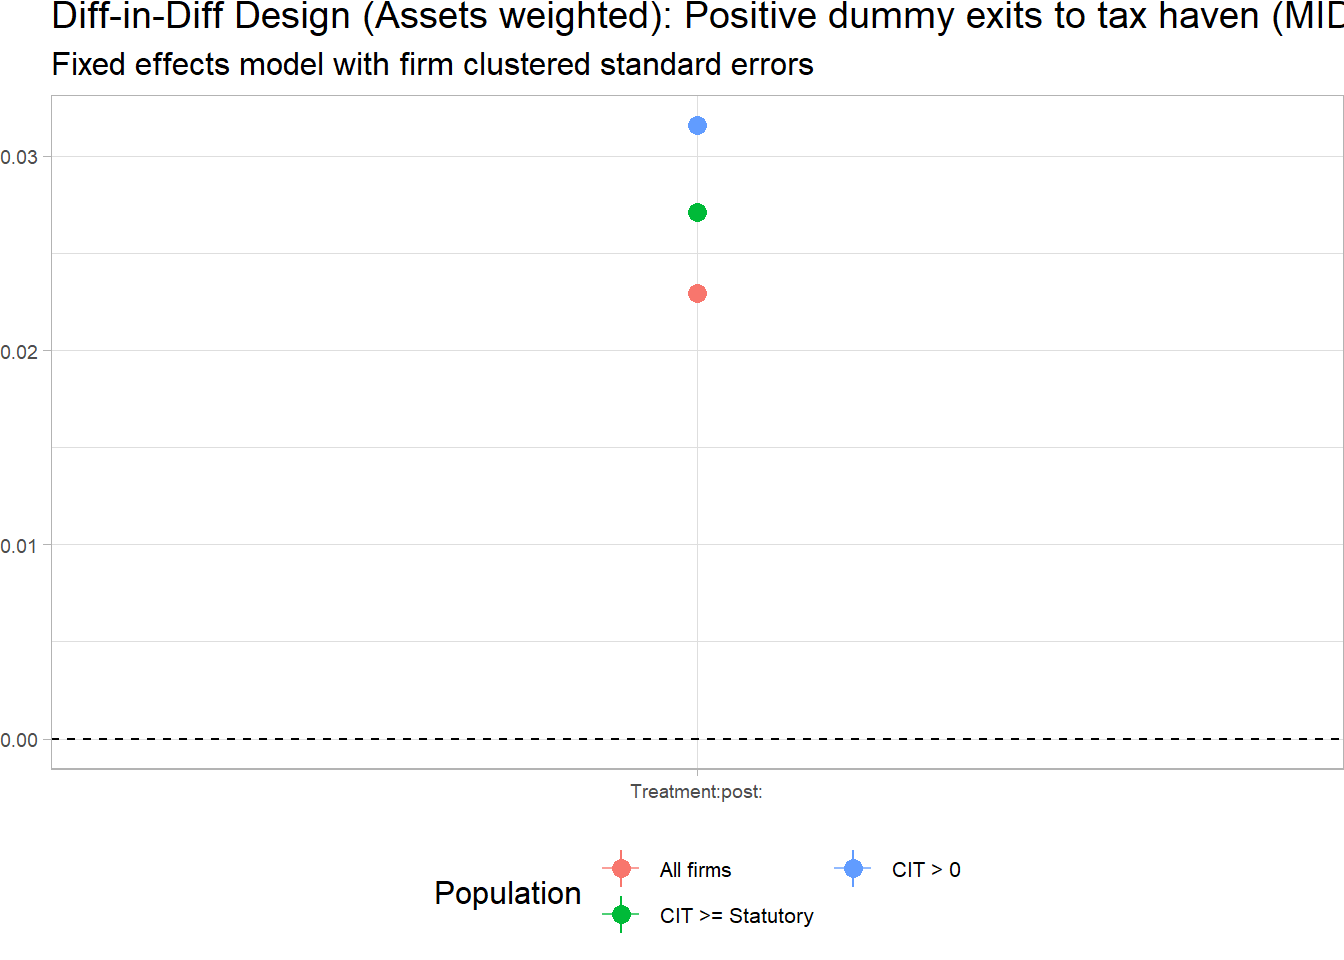 Diff-in-Diff Design (Assets weighted): Positive dummy exits to tax haven (MID
Fixed effects model with firm clustered standard errors
0.03
0.02
0.01
0.00
Treatment:post:
Population
All firms
CIT > 0
CIT >= Statutory